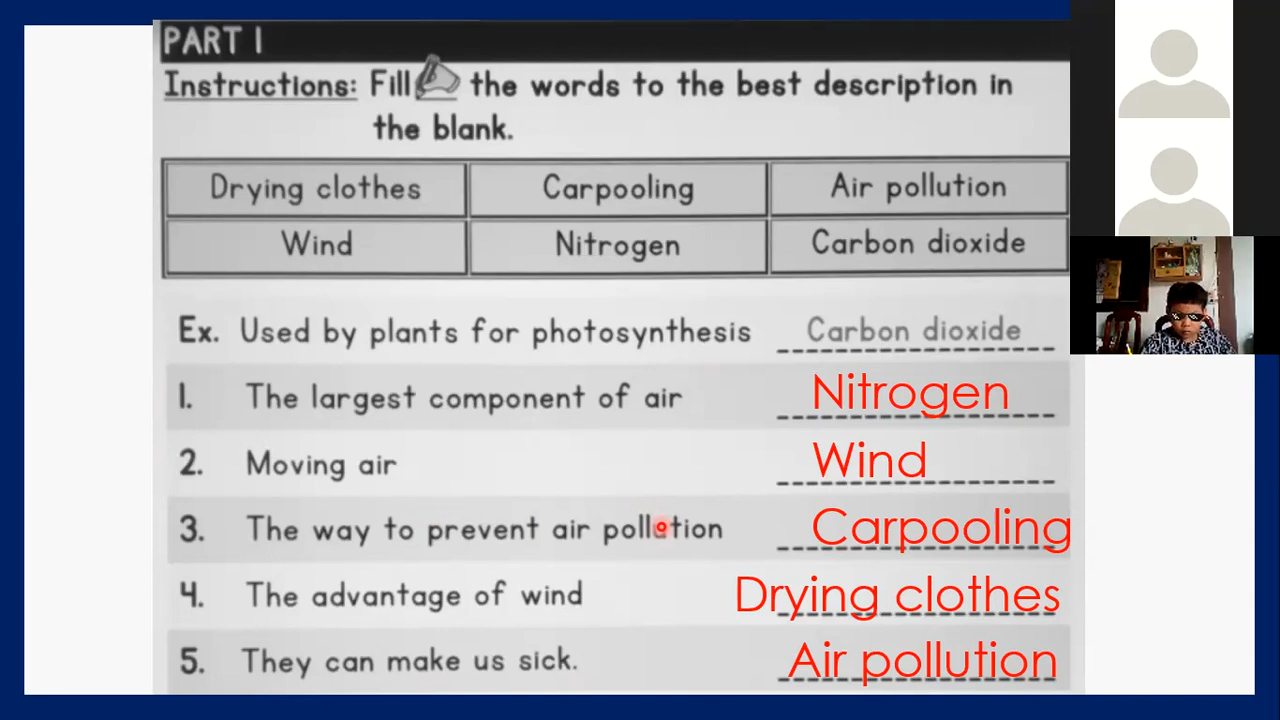 PART 1
Instructions: Fill the words to the best description in
the blank.
Drying clothes Carpooling Air pollution
Wind Nitrogen Carbon dioxide
Ex. Used by plants for photosynthesis Carbon dioxide
1. The largest component of air Nitrogen
2. Moving air Wind
3. The way to prevent air pollution Carpooling
4. The advantage of wind Drying clothes
5. They can make us sick. Air pollution